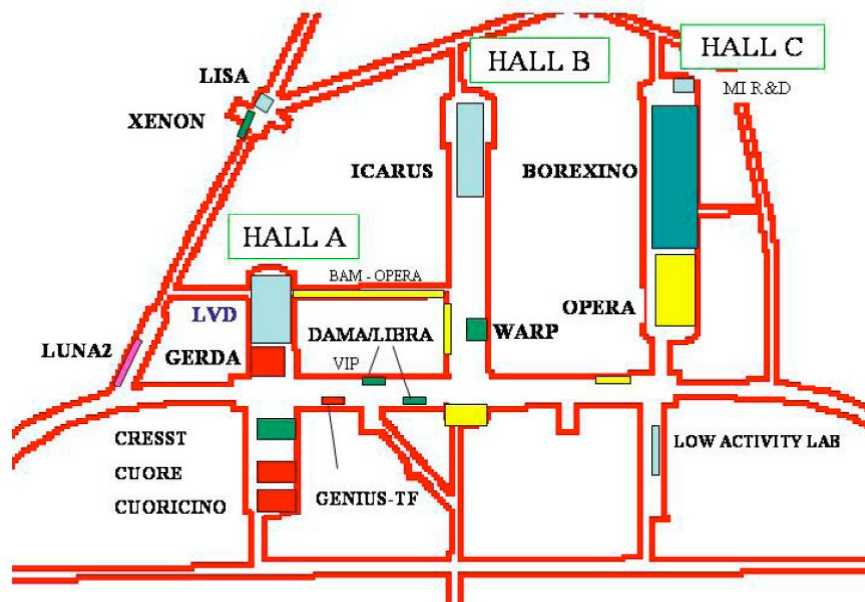 HALL B
HALL C
LISA
MI R&D
XENON
ICARUS
BOREXINO
HALL A
BAM - OPERA
LVD
OPERA
DAMA/LIBRA
WARP
LUNA2
GERDA
VIP
CRESST
LOW ACTIVITY LAB
CUORE
CUORICINO
GENIUS-TF